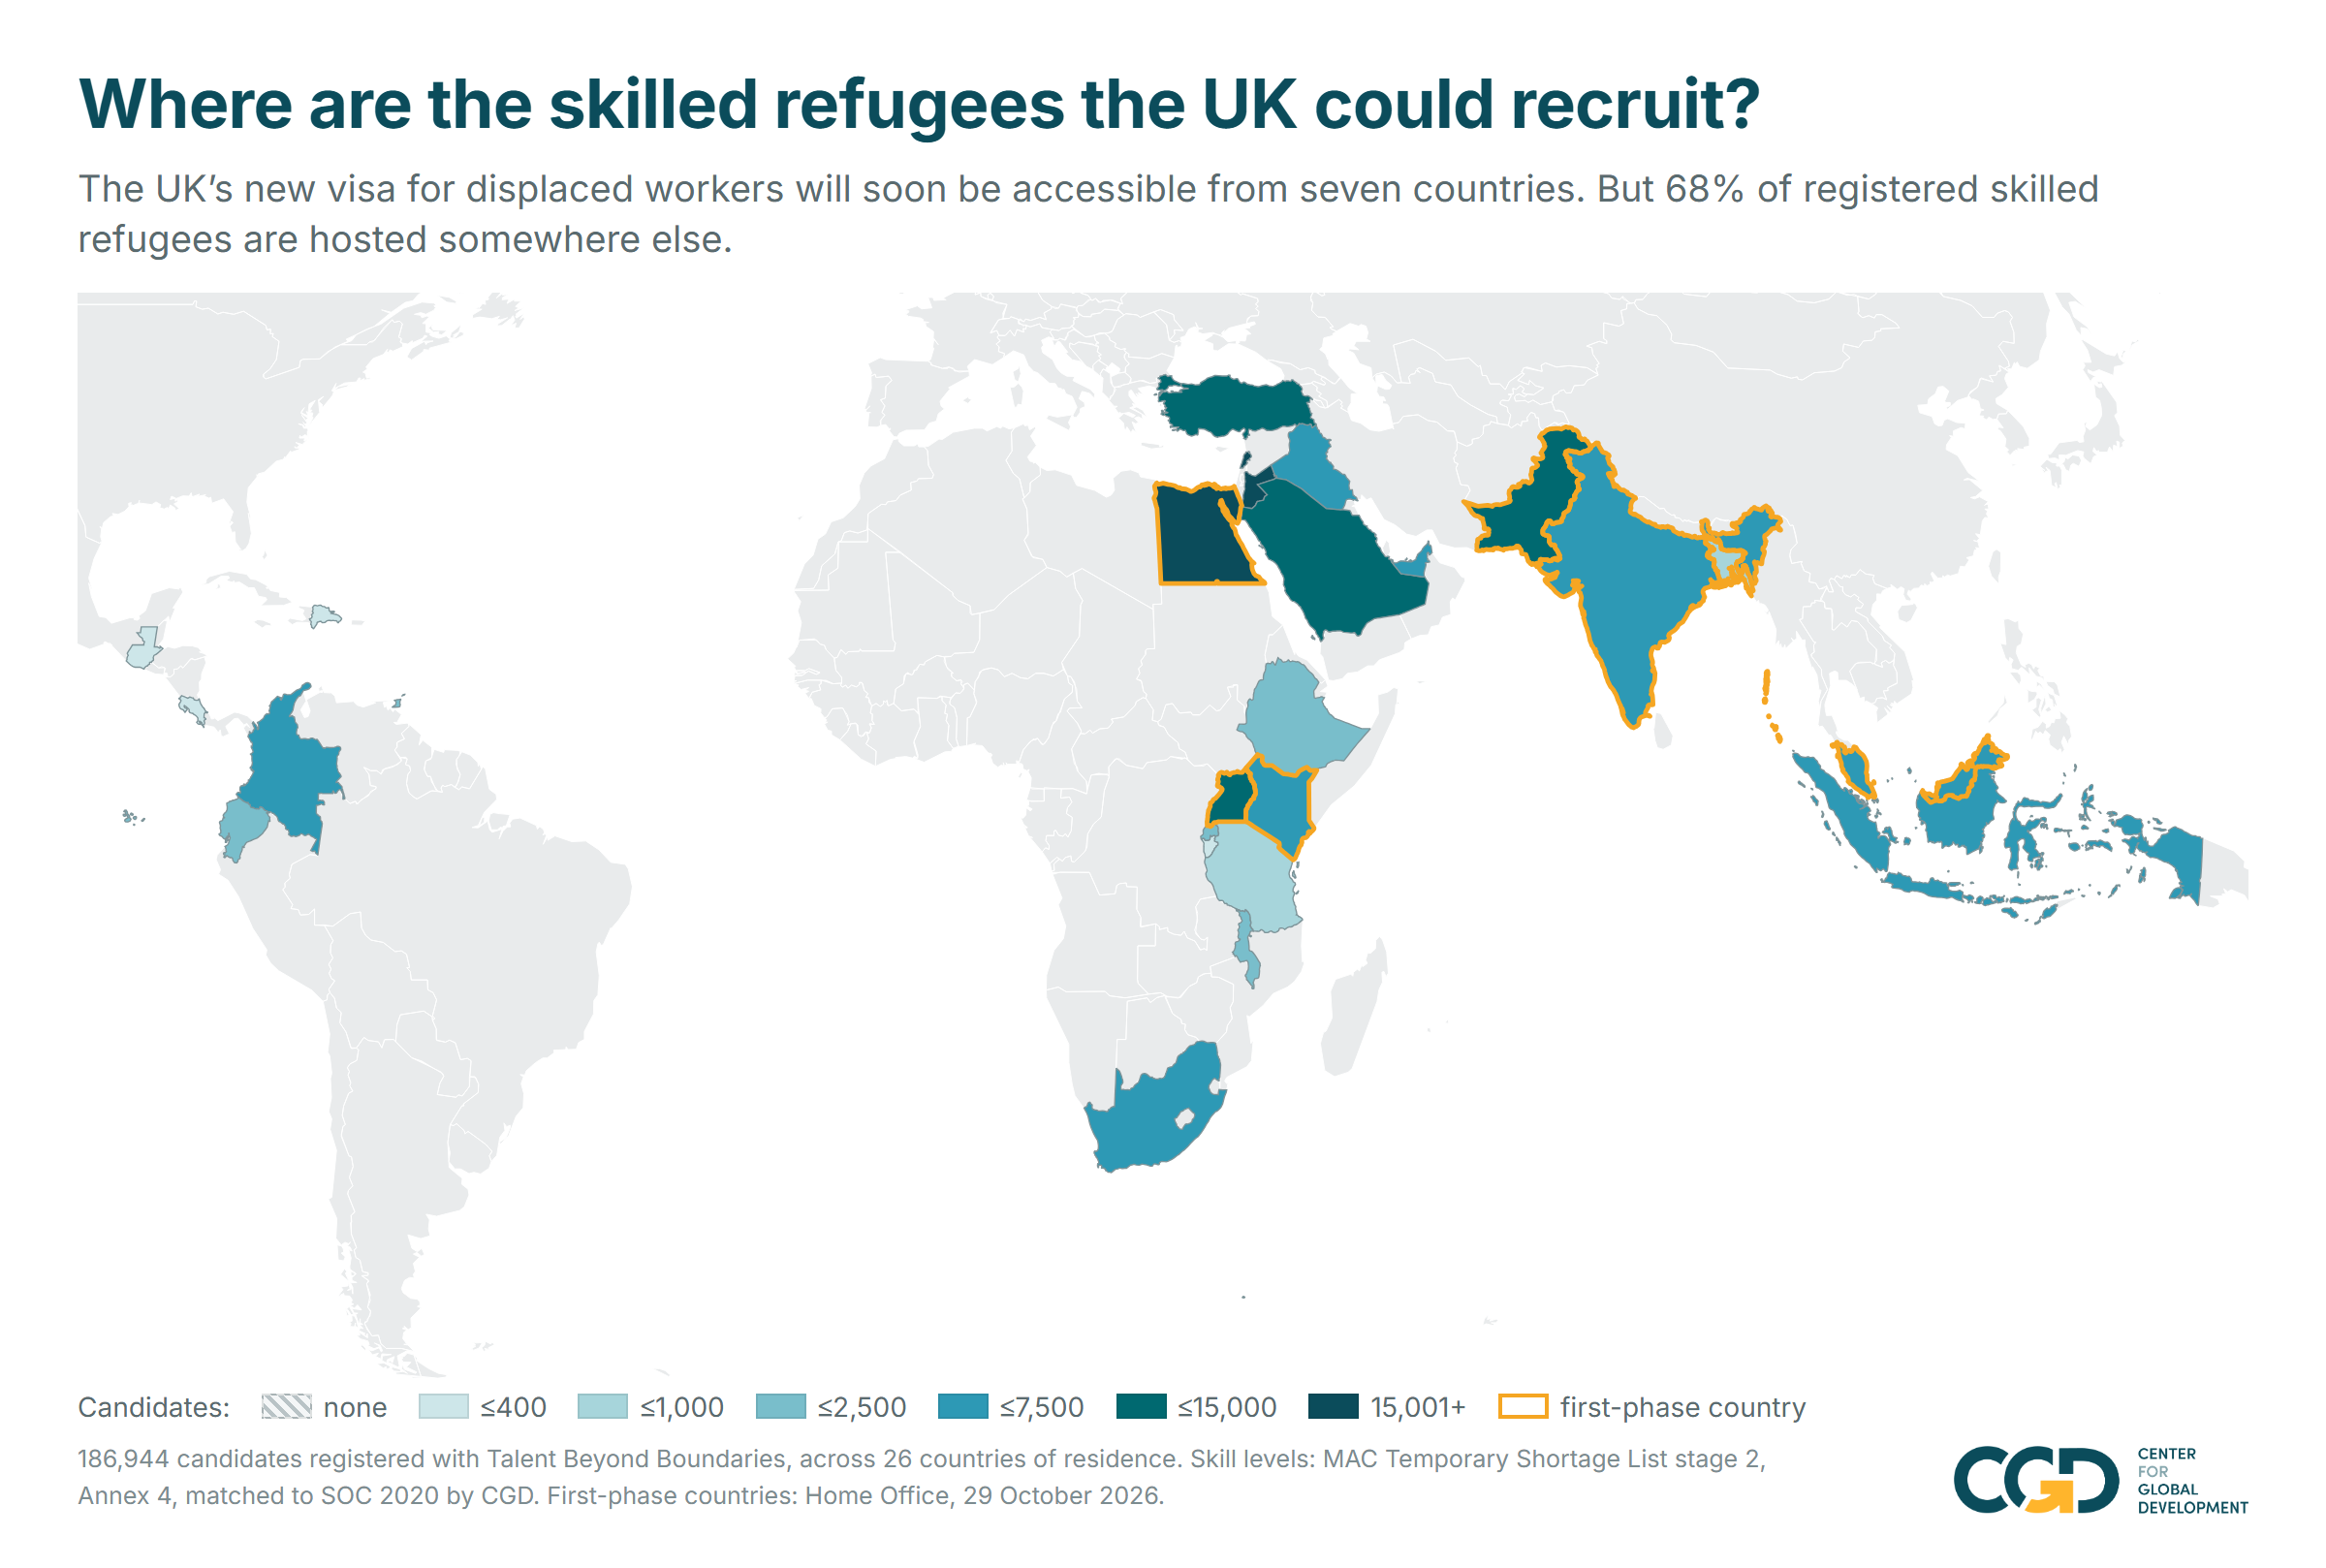 Where are the skilled refugees the UK could recruit?
The UK’s new visa for displaced workers will soon be accessible from seven countries. But 68% of registered skilled
refugees are hosted somewhere else.
Candidates: none ≤400 ≤1,000 ≤2,500 ≤7,500 ≤15,000 15,001+ first-phase country
186,944 candidates registered with Talent Beyond Boundaries, across 26 countries of residence. Skill levels: MAC Temporary Shortage List stage 2,
Annex 4, matched to SOC 2020 by CGD. First-phase countries: Home Office, 29 October 2026.
CGD
CENTER
FOR
GLOBAL
DEVELOPMENT